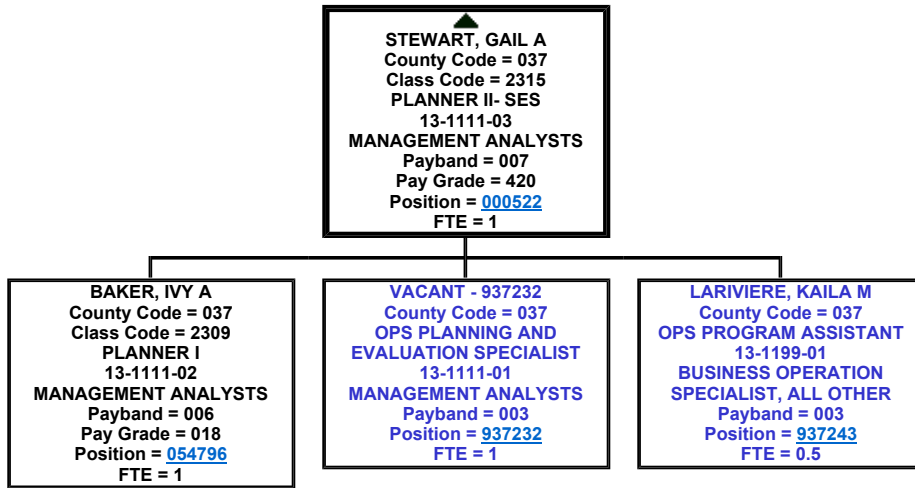 STEWART, GAIL A
County Code = 037
Class Code = 2315
PLANNER II- SES
13-1111-03
MANAGEMENT ANALYSTS
Payband = 007
Pay Grade = 420
Position = 000522
FTE = 1
BAKER, IVY A
County Code = 037
Class Code = 2309
PLANNER I
13-1111-02
MANAGEMENT ANALYSTS
Payband = 006
Pay Grade = 018
Position = 054796
FTE = 1
VACANT - 937232
County Code = 037
OPS PLANNING AND
EVALUATION SPECIALIST
13-1111-01
MANAGEMENT ANALYSTS
Payband = 003
Position = 937232
FTE = 1
LARIVIERE, KAILA M
County Code = 037
OPS PROGRAM ASSISTANT
13-1199-01
BUSINESS OPERATION
SPECIALIST, ALL OTHER
Payband = 003
Position = 937243
FTE = 0.5